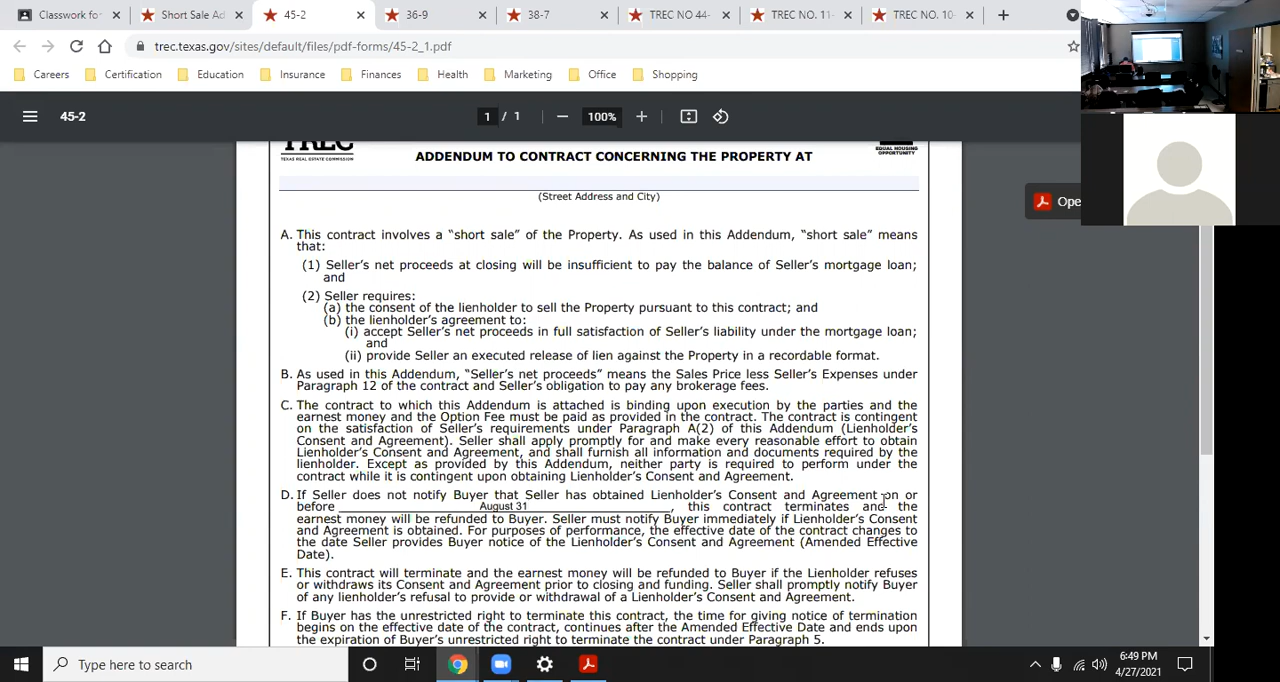 Classwork fo
Short Sale Ad
45-2
36-9
38-7
TREC NO 44-
TREC NO. 11-
TREC NO. 10-
trec.texas.gov/sites/default/files/pdf-forms/45-2_1.pdf
Careers
Certification
Education
Insurance
Finances
Health
Marketing
Office
Shopping
45-2
1 / 1
100%
Ope
TREC
TEXAS REAL ESTATE COMMISSION
EQUAL HOUSING
OPPORTUNITY
ADDENDUM TO CONTRACT CONCERNING THE PROPERTY AT
(Street Address and City)
A. This contract involves a “short sale” of the Property. As used in this Addendum, “short sale” means
that:
(1) Seller’s net proceeds at closing will be insufficient to pay the balance of Seller’s mortgage loan;
and
(2) Seller requires:
(a) the consent of the lienholder to sell the Property pursuant to this contract; and
(b) the lienholder’s agreement to:
(i) accept Seller’s net proceeds in full satisfaction of Seller’s liability under the mortgage loan;
and
(ii) provide Seller an executed release of lien against the Property in a recordable format.
B. As used in this Addendum, “Seller’s net proceeds” means the Sales Price less Seller’s Expenses under
Paragraph 12 of the contract and Seller’s obligation to pay any brokerage fees.
C. The contract to which this Addendum is attached is binding upon execution by the parties and the
earnest money and the Option Fee must be paid as provided in the contract. The contract is contingent
on the satisfaction of Seller’s requirements under Paragraph A(2) of this Addendum (Lienholder’s
Consent and Agreement). Seller shall apply promptly for and make every reasonable effort to obtain
Lienholder’s Consent and Agreement, and shall furnish all information and documents required by the
lienholder. Except as provided by this Addendum, neither party is required to perform under the
contract while it is contingent upon obtaining Lienholder’s Consent and Agreement.
D. If Seller does not notify Buyer that Seller has obtained Lienholder’s Consent and Agreement on or
before August 31, this contract terminates and the
earnest money will be refunded to Buyer. Seller must notify Buyer immediately if Lienholder’s Consent
and Agreement is obtained. For purposes of performance, the effective date of the contract changes to
the date Seller provides Buyer notice of the Lienholder’s Consent and Agreement (Amended Effective
Date).
E. This contract will terminate and the earnest money will be refunded to Buyer if the Lienholder refuses
or withdraws its Consent and Agreement prior to closing and funding. Seller shall promptly notify Buyer
of any lienholder’s refusal to provide or withdrawal of a Lienholder’s Consent and Agreement.
F. If Buyer has the unrestricted right to terminate this contract, the time for giving notice of termination
begins on the effective date of the contract, continues after the Amended Effective Date and ends upon
the expiration of Buyer’s unrestricted right to terminate the contract under Paragraph 5.
Type here to search
6:49 PM
4/27/2021